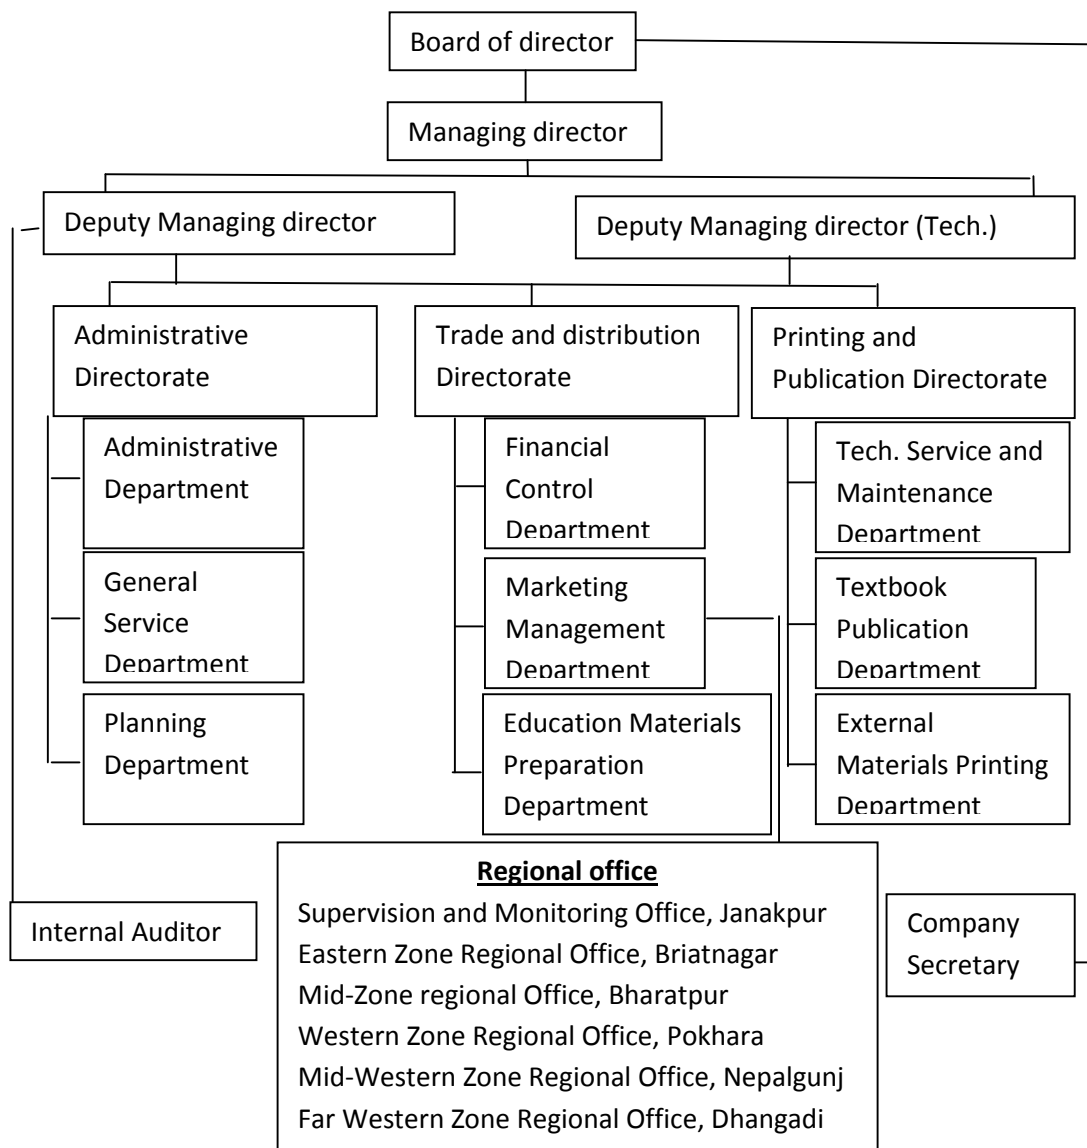 Board of director
Managing director
Deputy Managing director
Deputy Managing director (Tech.)
Administrative
Directorate
Trade and distribution
Directorate
Printing and
Publication Directorate
Administrative
Department
Financial
Control
Department
Tech. Service and
Maintenance
Department
General
Service
Department
Marketing
Management
Department
Textbook
Publication
Department
Planning
Department
Education Materials
Preparation
Department
External
Materials Printing
Department
Regional office
Supervision and Monitoring Office, Janakpur
Eastern Zone Regional Office, Briatnagar
Mid-Zone regional Office, Bharatpur
Western Zone Regional Office, Pokhara
Mid-Western Zone Regional Office, Nepalgunj
Far Western Zone Regional Office, Dhangadi
Internal Auditor
Company
Secretary